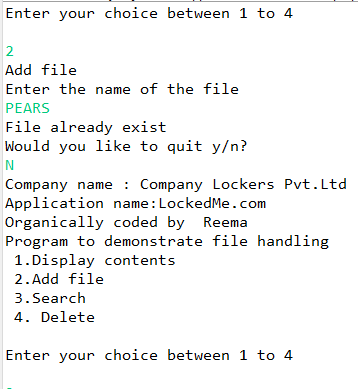 Enter your choice between 1 to 4
2
Add file
Enter the name of the file
PEARS
File already exist
Would you like to quit y/n?
N
Company name : Company Lockers Pvt.Ltd
Application name:LockedMe.com
Organically coded by  Reema
Program to demonstrate file handling
 1.Display contents
 2.Add file
 3.Search
 4. Delete
Enter your choice between 1 to 4